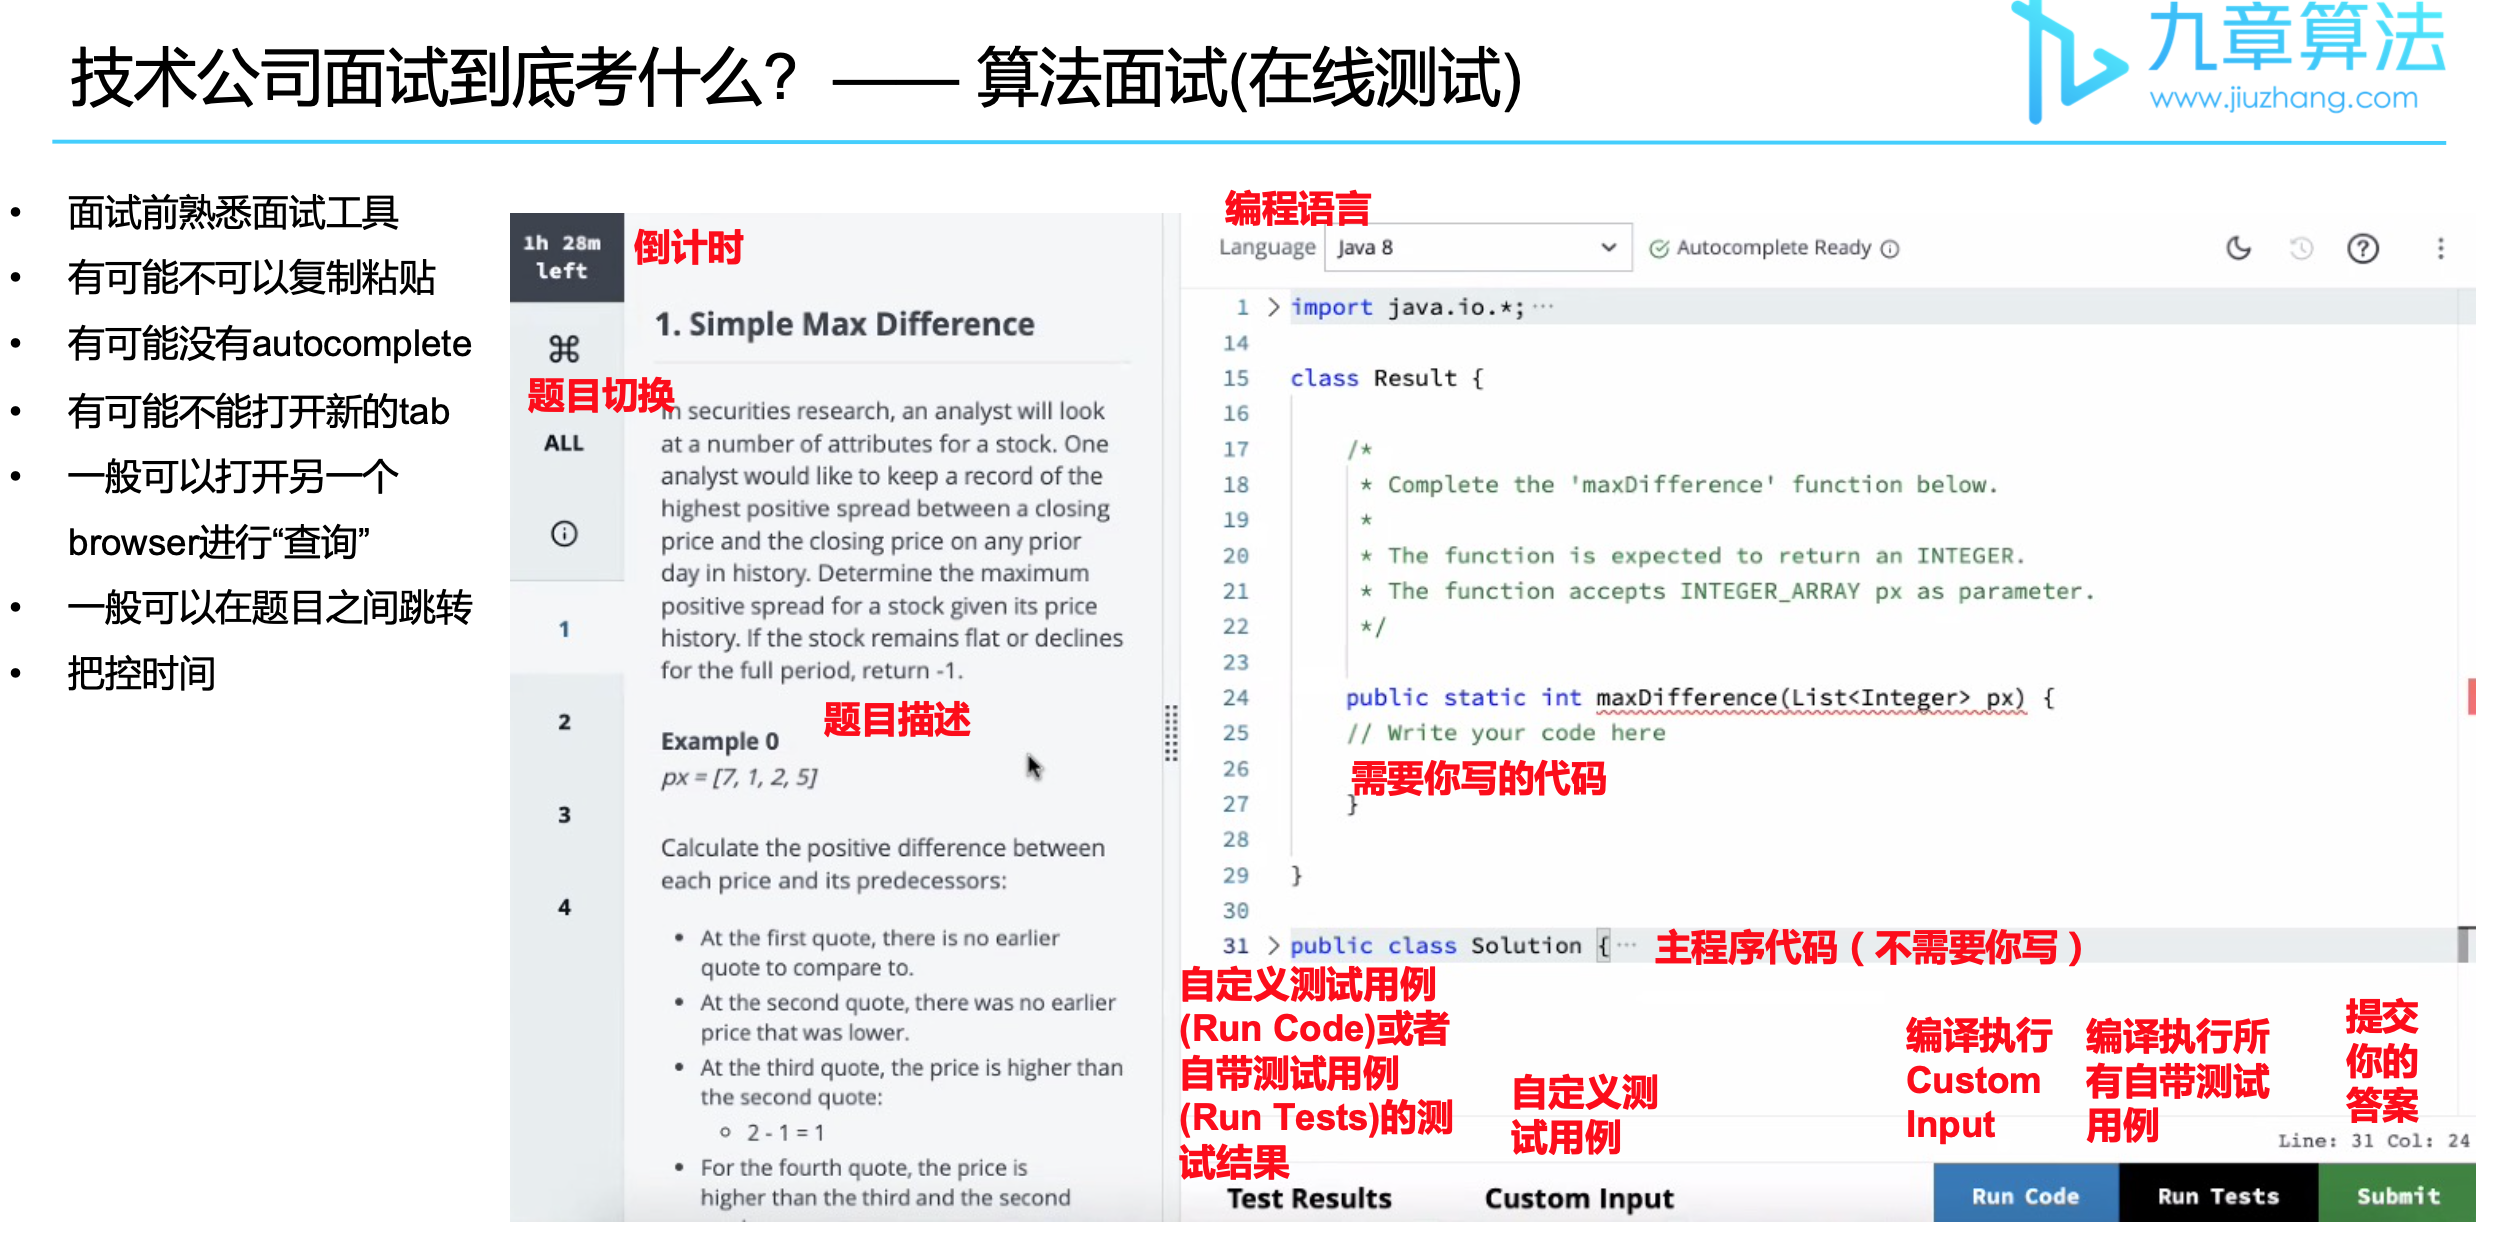 技术公司面试到底考什么？—— 算法面试(在线测试)
九章算法
www.jiuzhang.com
• 面试前熟悉面试工具
• 有可能不可以复制粘贴
• 有可能没有autocomplete
• 有可能不能打开新的tab
• 一般可以打开另一个
browser进行“查询”
• 一般可以在题目之间跳转
• 把控时间
1h 28m
left
倒计时
题目切换
ALL
1
2
3
4
1. Simple Max Difference
In securities research, an analyst will look
at a number of attributes for a stock. One
analyst would like to keep a record of the
highest positive spread between a closing
price and the closing price on any prior
day in history. Determine the maximum
positive spread for a stock given its price
history. If the stock remains flat or declines
for the full period, return -1.
题目描述
Example 0
px = [7, 1, 2, 5]
Calculate the positive difference between
each price and its predecessors:
• At the first quote, there is no earlier
quote to compare to.
• At the second quote, there was no earlier
price that was lower.
• At the third quote, the price is higher than
the second quote:
○ 2 - 1 = 1
• For the fourth quote, the price is
higher than the third and the second
编程语言
Language Java 8 Autocomplete Ready
1 import java.io.*;···
14
15 class Result {
16
17 /*
18 * Complete the 'maxDifference' function below.
19 *
20 * The function is expected to return an INTEGER.
21 * The function accepts INTEGER_ARRAY px as parameter.
22 */
23
24 public static int maxDifference(List<Integer> px) {
25 // Write your code here
26 需要你写的代码
27 }
28
29 }
30
31 public class Solution {··· 主程序代码（不需要你写）
自定义测试用例
(Run Code)或者
自带测试用例
(Run Tests)的测
试结果
自定义测
试用例
编译执行
Custom
Input
编译执行所
有自带测试
用例
提交
你的
答案
Line: 31 Col: 24
Test Results Custom Input Run Code Run Tests Submit